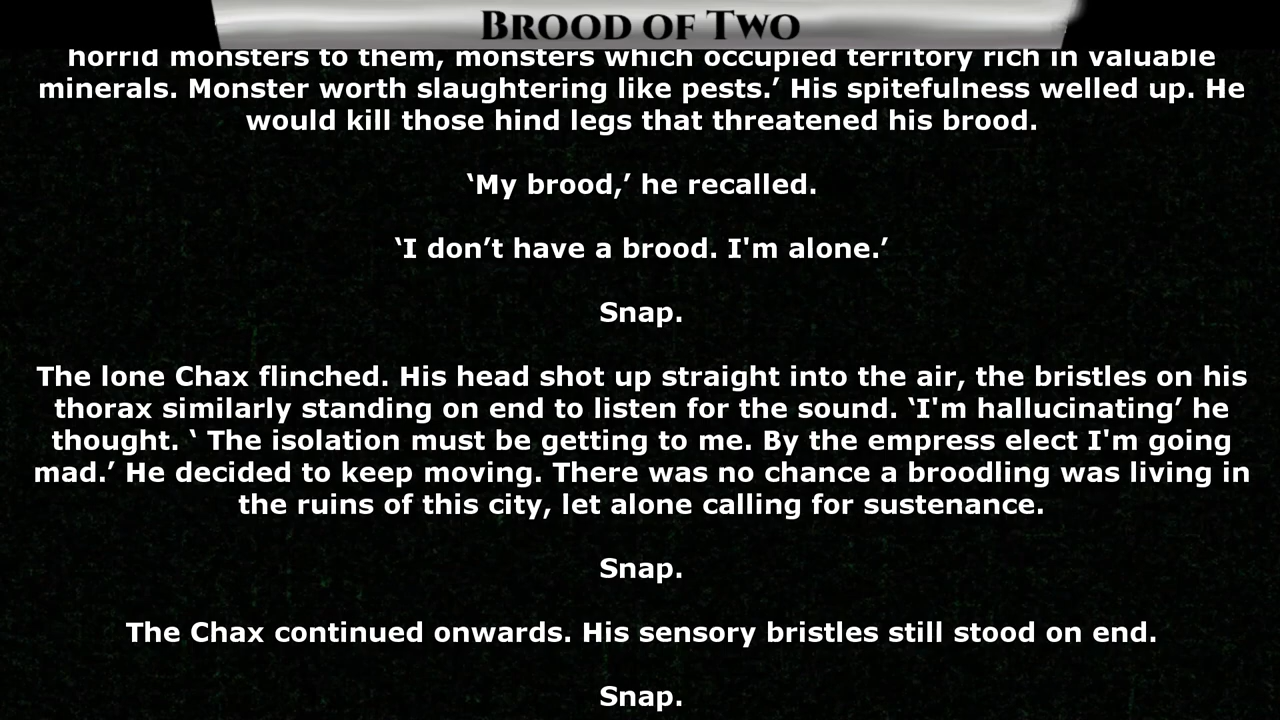 Brood of Two
horrid monsters to them, monsters which occupied territory rich in valuable
minerals. Monster worth slaughtering like pests.’ His spitefulness welled up. He
would kill those hind legs that threatened his brood.
‘My brood,’ he recalled.
‘I don’t have a brood. I'm alone.’
Snap.
The lone Chax flinched. His head shot up straight into the air, the bristles on his
thorax similarly standing on end to listen for the sound. ‘I'm hallucinating’ he
thought. ‘ The isolation must be getting to me. By the empress elect I'm going
mad.’ He decided to keep moving. There was no chance a broodling was living in
the ruins of this city, let alone calling for sustenance.
Snap.
The Chax continued onwards. His sensory bristles still stood on end.
Snap.